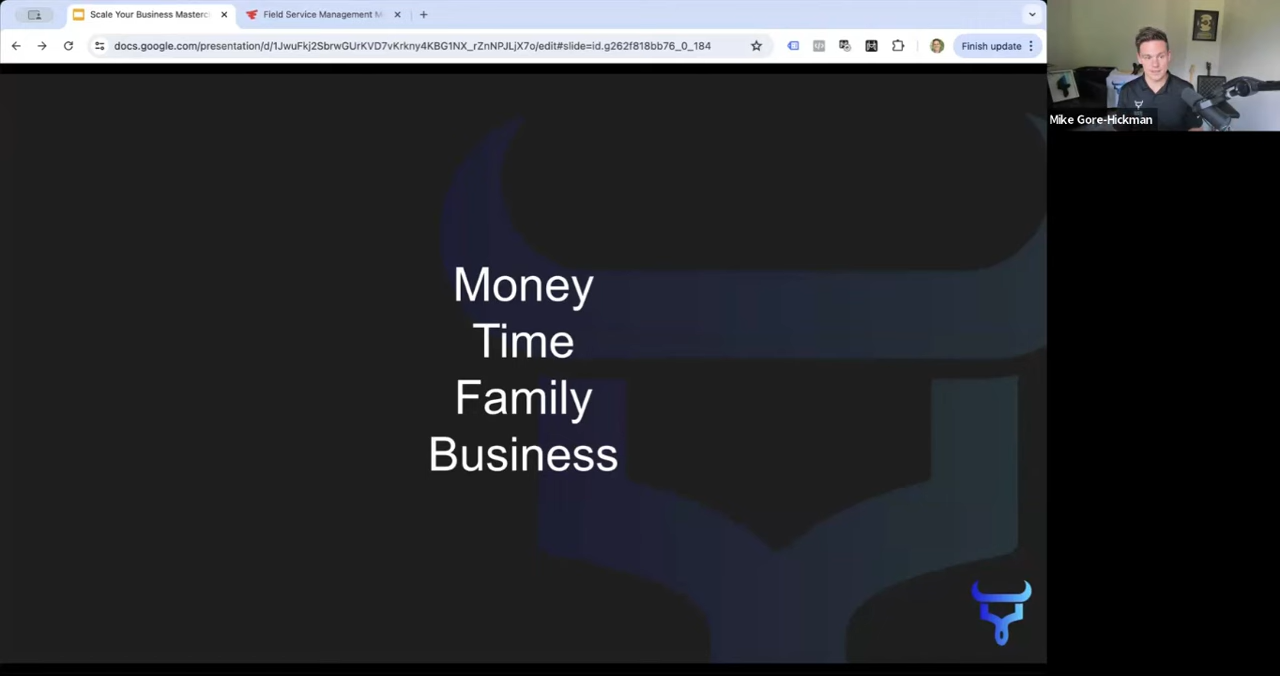 Scale Your Business Masterc
Field Service Management M
docs.google.com/presentation/d/1JwuFkj2SbrwGUrKVD7vKrkny4KBG1NX_rZnNPJLjX7o/edit#slide=id.g262f818bb76_0_184
Finish update
Mike Gore-Hickman
Money
Time
Family
Business